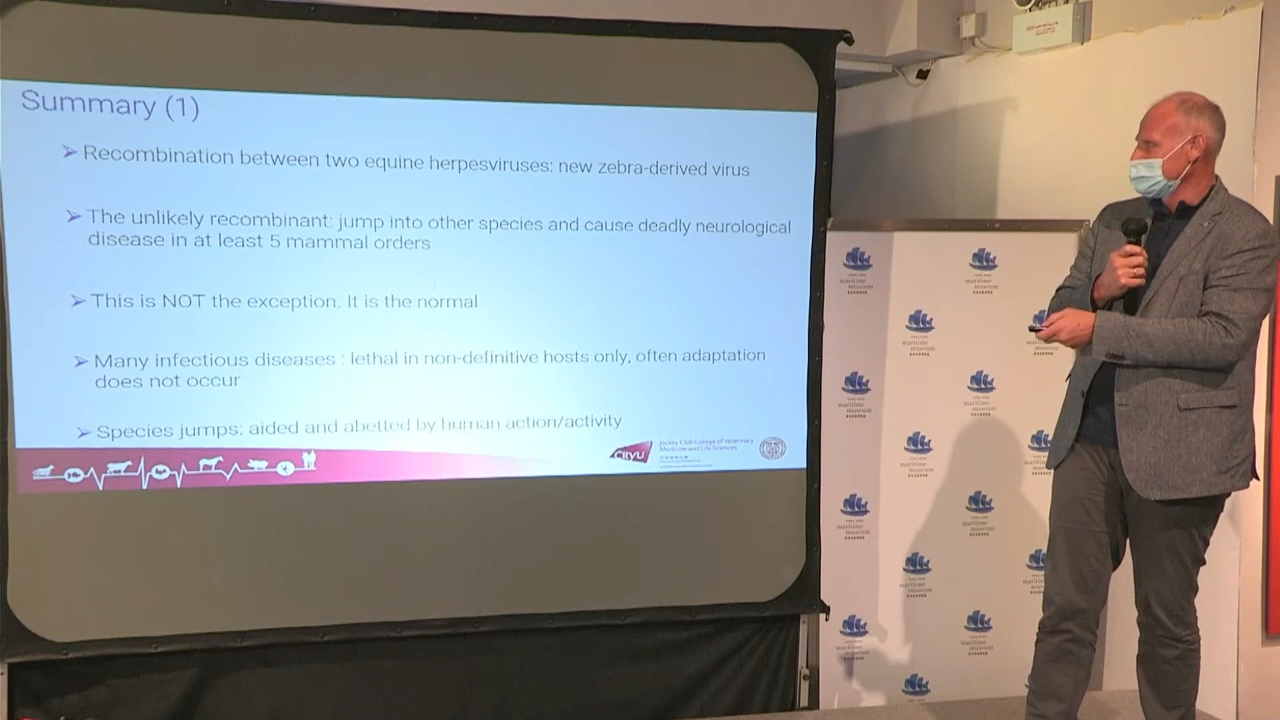 Summary (1)
➢ Recombination between two equine herpesviruses: new zebra-derived virus
➢ The unlikely recombinant: jump into other species and cause deadly neurological
disease in at least 5 mammal orders
➢ This is NOT the exception. It is the normal
➢ Many infectious diseases : lethal in non-definitive hosts only, often adaptation
does not occur
➢ Species jumps: aided and abetted by human action/activity
CityU
Jockey Club College of Veterinary
Medicine and Life Sciences
maritime
museum